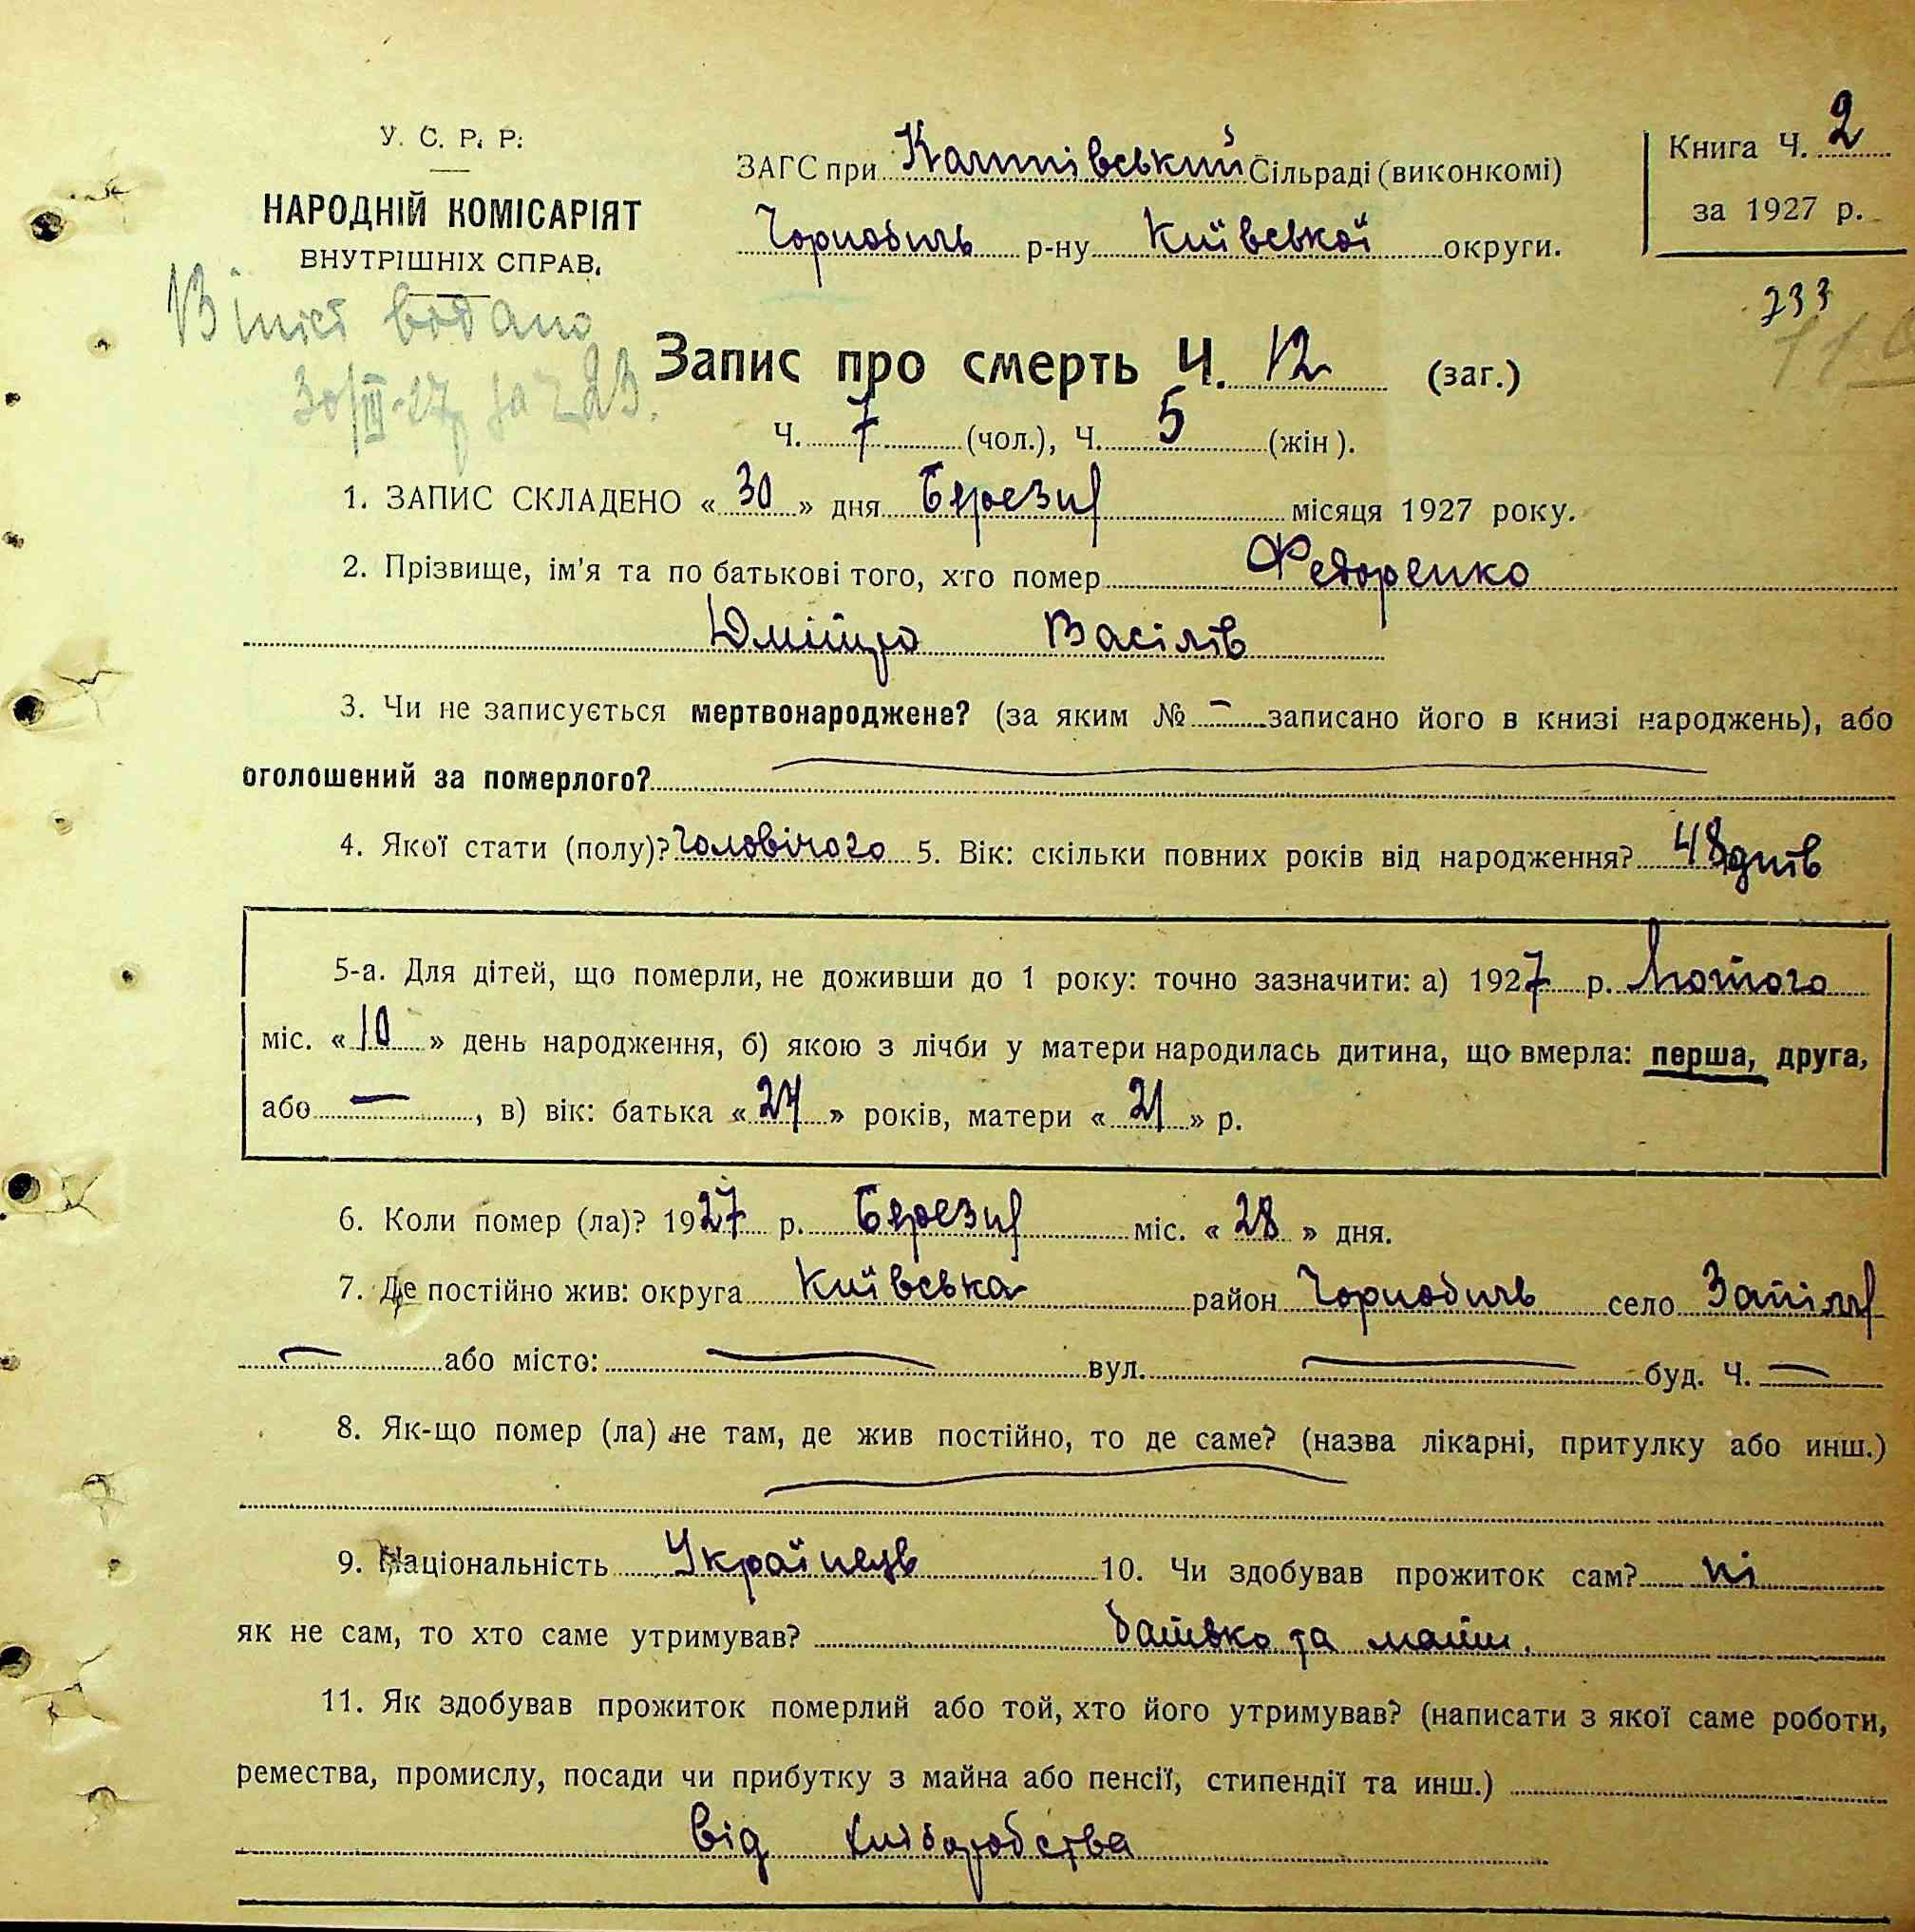 У. С. Р. Р.
НАРОДНІЙ КОМІСАРІЯТ
ВНУТРІШНІХ СПРАВ.
ЗАГС при Сільраді (виконкомі)
Чорнобиль р-ну Київської округи.
Книга Ч. 2
за 1927 р.
233
видано
30/III-27
Запис про смерть Ч. 12 (заг.)
Ч. 7 (чол.), Ч. 5 (жін).
1. ЗАПИС СКЛАДЕНО « 30 » дня Березня місяця 1927 року.
2. Прізвище, ім'я та по батькові того, хто помер Федоренко
Дмітро Васілів
3. Чи не записується мертвонароджене? (за яким № — записано його в книзі народжень), або
оголошений за померлого?
4. Якої стати (полу)? Чоловічого 5. Вік: скільки повних років від народження? 48 днів
5-а. Для дітей, що померли, не доживши до 1 року: точно зазначити: а) 1927 р. Лютого
міс. « 10 » день народження, б) якою з лічби у матери народилась дитина, що вмерла: перша, друга,
або — , в) вік: батька « 24 » років, матери « 21 » р.
6. Коли помер (ла)? 1927 р. Березня міс. « 28 » дня.
7. Де постійно жив: округа Київська район Чорнобиль село Запілля
— або місто: — вул. — буд. Ч. —
8. Як-що помер (ла) не там, де жив постійно, то де саме? (назва лікарні, притулку або инш.)
9. Національність Українець 10. Чи здобував прожиток сам? ні
як не сам, то хто саме утримував? батько та мати.
11. Як здобував прожиток померлий або той, хто його утримував? (написати з якої саме роботи,
ремества, промислу, посади чи прибутку з майна або пенсії, стипендії та инш.)
від хліборобства